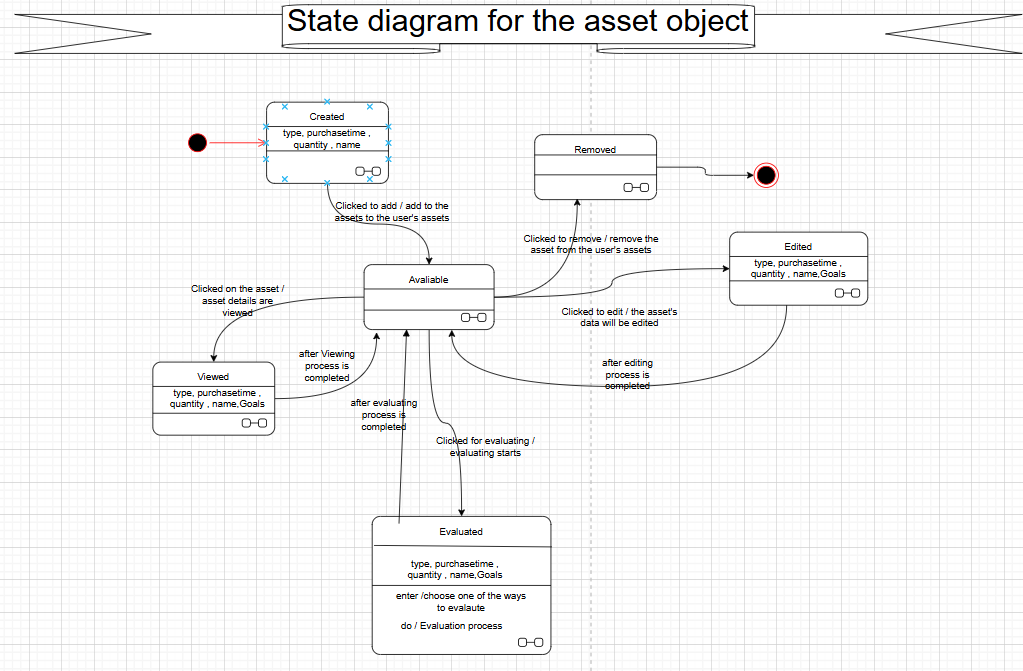 State diagram for the asset object
Created
type, purchasetime ,
quantity , name
Removed
Clicked to add / add to the
assets to the user's assets
Clicked to remove / remove the
asset from the user's assets
Edited
type, purchasetime ,
quantity , name,Goals
Avaliable
Clicked on the asset /
asset details are
viewed
Clicked to edit / the asset's
data will be edited
after Viewing
process is
completed
after editing
process is
completed
Viewed
type, purchasetime ,
quantity , name,Goals
after evaluating
process is
completed
Clicked for evaluating /
evaluating starts
Evaluated
type, purchasetime ,
quantity , name,Goals
enter /choose one of the ways
to evalaute
do / Evaluation process